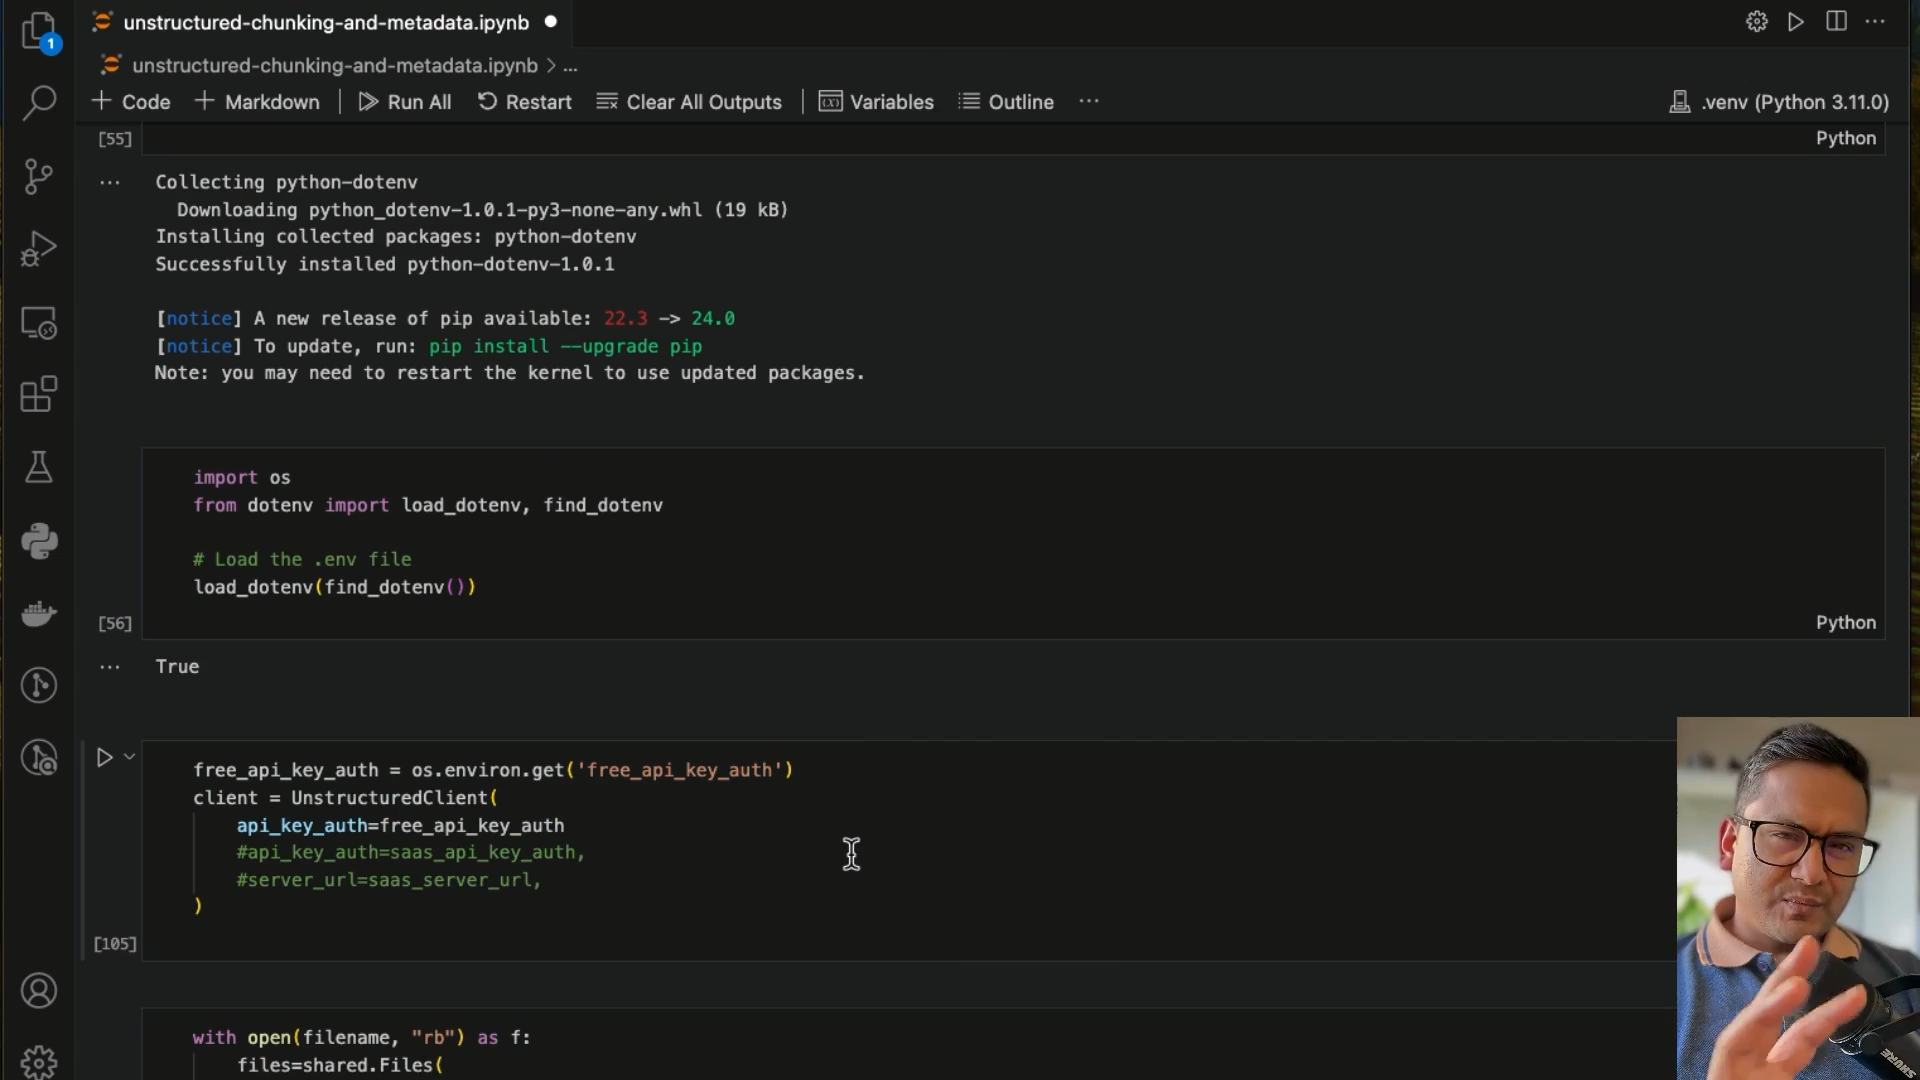 unstructured-chunking-and-metadata.ipynb
1
unstructured-chunking-and-metadata.ipynb > ...
Code Markdown Run All Restart Clear All Outputs Variables Outline ... .venv (Python 3.11.0)
[55] Python
... Collecting python-dotenv
Downloading python_dotenv-1.0.1-py3-none-any.whl (19 kB)
Installing collected packages: python-dotenv
Successfully installed python-dotenv-1.0.1
[notice] A new release of pip available: 22.3 -> 24.0
[notice] To update, run: pip install --upgrade pip
Note: you may need to restart the kernel to use updated packages.
import os
from dotenv import load_dotenv, find_dotenv
# Load the .env file
load_dotenv(find_dotenv())
[56] Python
... True
free_api_key_auth = os.environ.get('free_api_key_auth')
client = UnstructuredClient(
api_key_auth=free_api_key_auth
#api_key_auth=saas_api_key_auth,
#server_url=saas_server_url,
)
[105]
with open(filename, "rb") as f:
files=shared.Files(
SHURE